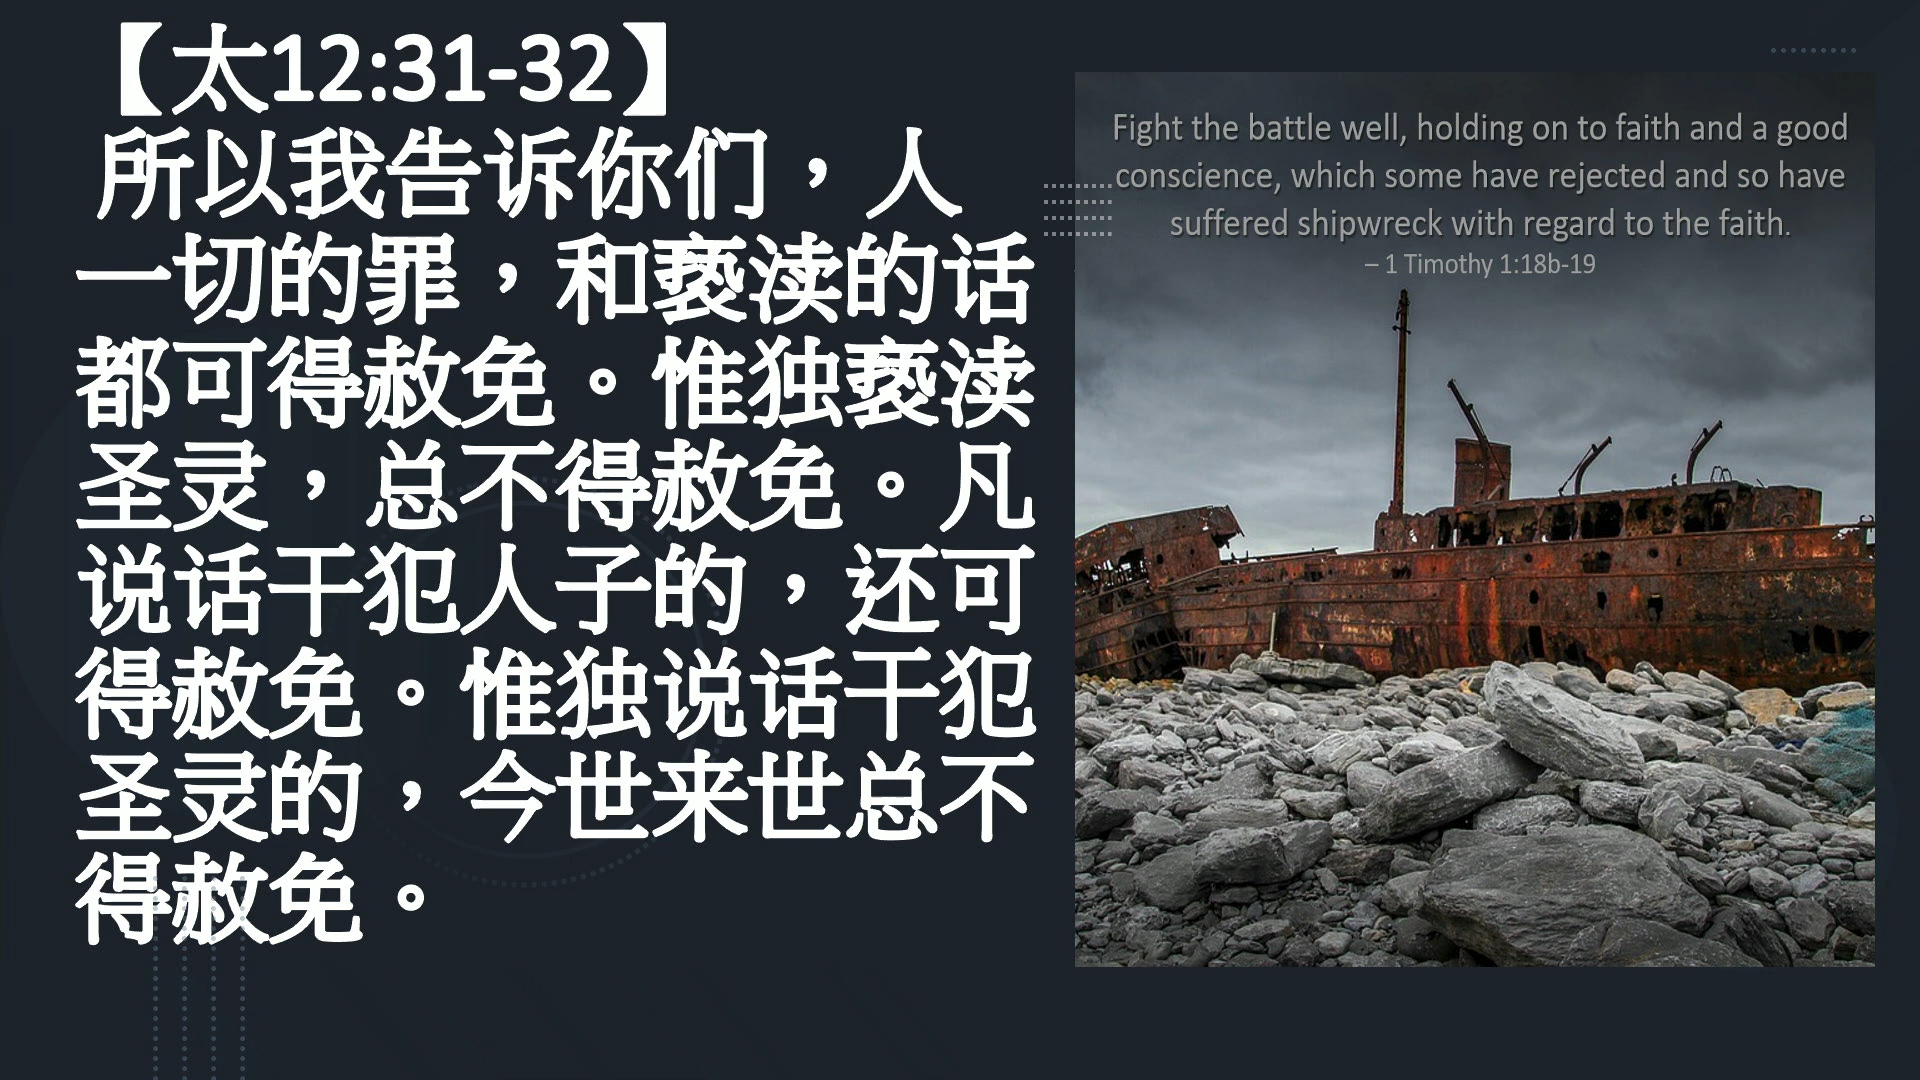 【太12:31-32】
所以我告诉你们，人
一切的罪，和亵渎的话
都可得赦免。惟独亵渎
圣灵，总不得赦免。凡
说话干犯人子的，还可
得赦免。惟独说话干犯
圣灵的，今世来世总不
得赦免。
Fight the battle well, holding on to faith and a good
conscience, which some have rejected and so have
suffered shipwreck with regard to the faith.
– 1 Timothy 1:18b-19